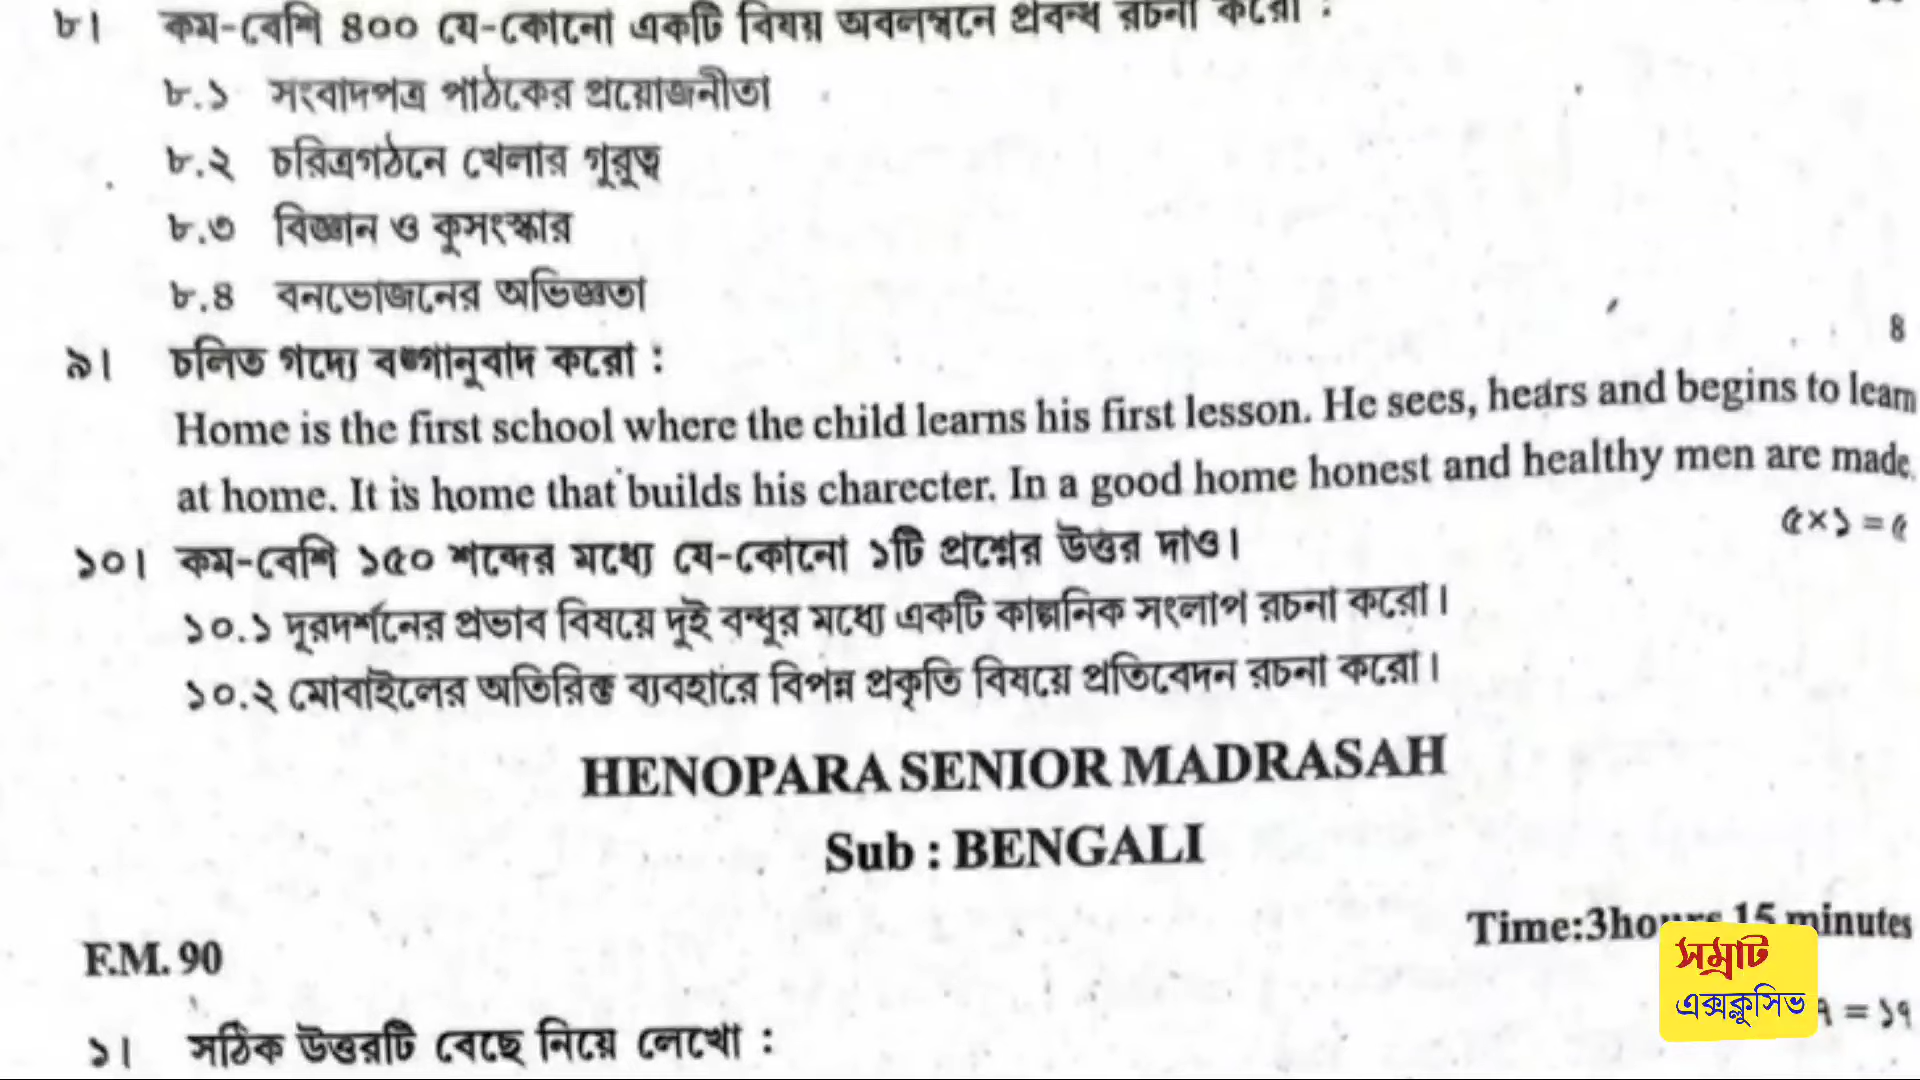 ৮। কম-বেশি ৪০০ যে-কোনো একটি বিষয় অবলম্বনে প্রবন্ধ রচনা করো :
৮.১ সংবাদপত্র পাঠকের প্রয়োজনীতা
৮.২ চরিত্রগঠনে খেলার গুরুত্ব
৮.৩ বিজ্ঞান ও কুসংস্কার
৮.৪ বনভোজনের অভিজ্ঞতা
৯। চলিত গদ্যে বঙ্গানুবাদ করো : ৪
Home is the first school where the child learns his first lesson. He sees, hears and begins to learn
at home. It is home that builds his charecter. In a good home honest and healthy men are made.
১০। কম-বেশি ১৫০ শব্দের মধ্যে যে-কোনো ১টি প্রশ্নের উত্তর দাও। ৫×১=৫
১০.১ দূরদর্শনের প্রভাব বিষয়ে দুই বন্ধুর মধ্যে একটি কাল্পনিক সংলাপ রচনা করো।
১০.২ মোবাইলের অতিরিক্ত ব্যবহারে বিপন্ন প্রকৃতি বিষয়ে প্রতিবেদন রচনা করো।
HENOPARA SENIOR MADRASAH
Sub : BENGALI
F.M. 90 Time:3hours 15 minutes
সম্রাট
এক্সক্লুসিভ
১। সঠিক উত্তরটি বেছে নিয়ে লেখো : = ১৭